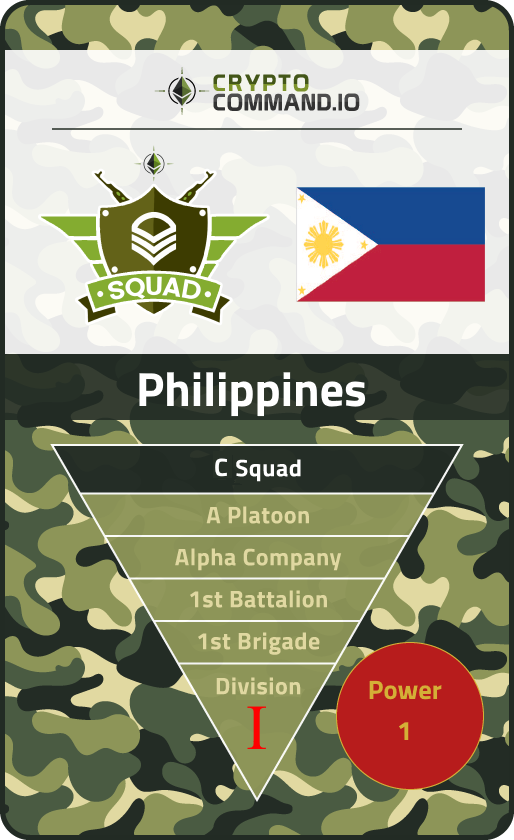 CRYPTO
COMMAND.IO
SQUAD
Philippines
C Squad
A Platoon
Alpha Company
1st Battalion
1st Brigade
Division
I
Power
1